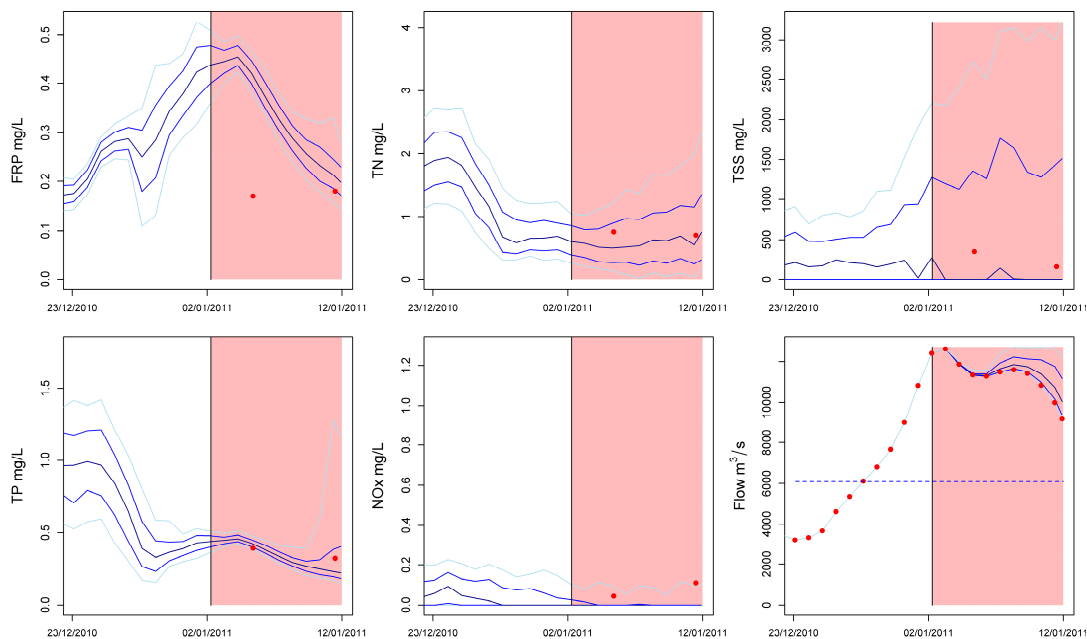 FRP mg/L
0.0 0.1 0.2 0.3 0.4 0.5
23/12/2010 02/01/2011 12/01/2011
TN mg/L
0 1 2 3 4
23/12/2010 02/01/2011 12/01/2011
TSS mg/L
0 500 1000 1500 2000 2500 3000
23/12/2010 02/01/2011 12/01/2011
TP mg/L
0.0 0.5 1.0 1.5
23/12/2010 02/01/2011 12/01/2011
NOx mg/L
0.0 0.2 0.4 0.6 0.8 1.0 1.2
23/12/2010 02/01/2011 12/01/2011
Flow m³/s
0 2000 4000 6000 8000 10000
23/12/2010 02/01/2011 12/01/2011